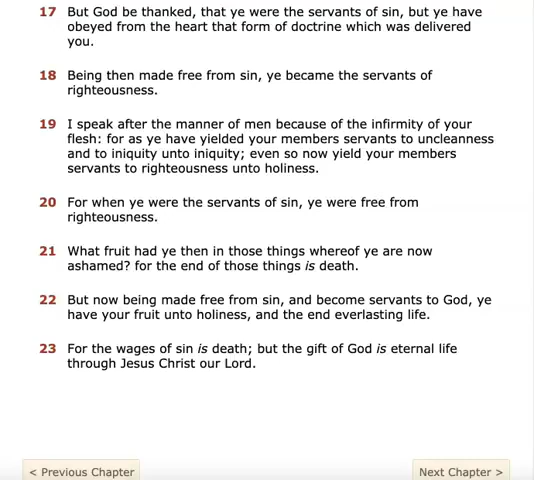 17 But God be thanked, that ye were the servants of sin, but ye have
obeyed from the heart that form of doctrine which was delivered
you.
18 Being then made free from sin, ye became the servants of
righteousness.
19 I speak after the manner of men because of the infirmity of your
flesh: for as ye have yielded your members servants to uncleanness
and to iniquity unto iniquity; even so now yield your members
servants to righteousness unto holiness.
20 For when ye were the servants of sin, ye were free from
righteousness.
21 What fruit had ye then in those things whereof ye are now
ashamed? for the end of those things is death.
22 But now being made free from sin, and become servants to God, ye
have your fruit unto holiness, and the end everlasting life.
23 For the wages of sin is death; but the gift of God is eternal life
through Jesus Christ our Lord.
< Previous Chapter
Next Chapter >